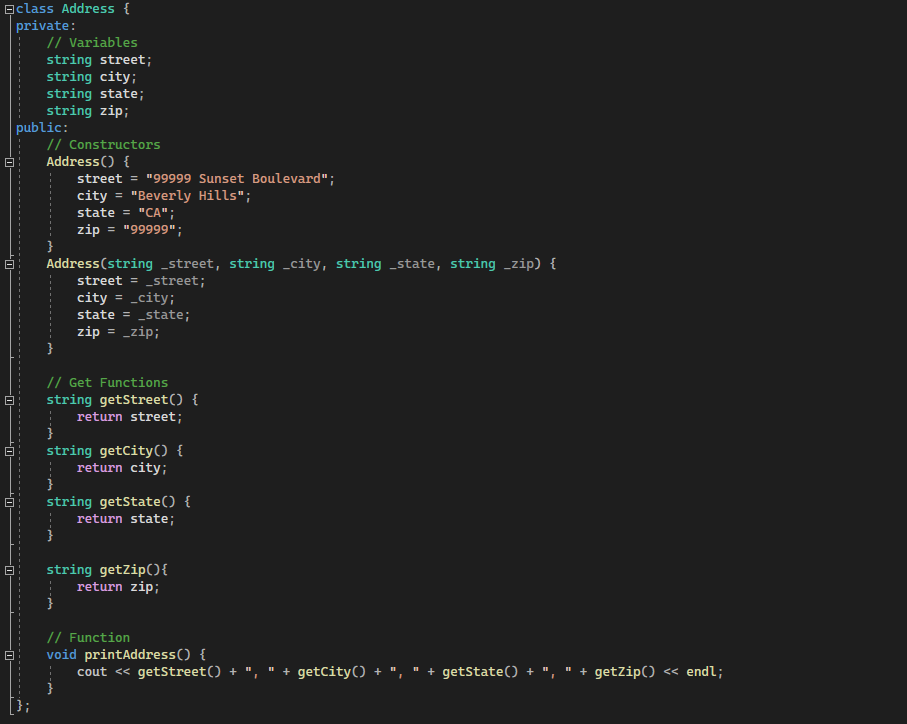 class Address {
private:
    // Variables
    string street;
    string city;
    string state;
    string zip;
public:
    // Constructors
    Address() {
        street = "99999 Sunset Boulevard";
        city = "Beverly Hills";
        state = "CA";
        zip = "99999";
    }
    Address(string _street, string _city, string _state, string _zip) {
        street = _street;
        city = _city;
        state = _state;
        zip = _zip;
    }

    // Get Functions
    string getStreet() {
        return street;
    }
    string getCity() {
        return city;
    }
    string getState() {
        return state;
    }

    string getZip(){
        return zip;
    }

    // Function
    void printAddress() {
        cout << getStreet() + ", " + getCity() + ", " + getState() + ", " + getZip() << endl;
    }
};